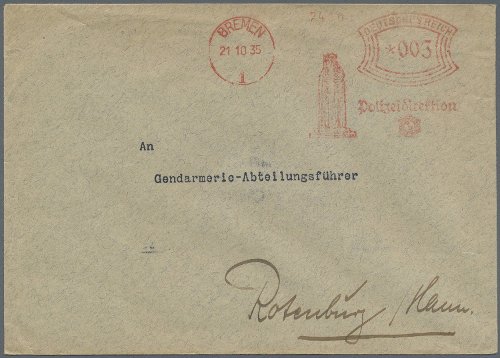 BREMEN
21.10.35
1
DEUTSCHES REICH
*003
Polizeidirektion
An
Gendarmerie-Abteilungsführer
Rotenburg /Hann.